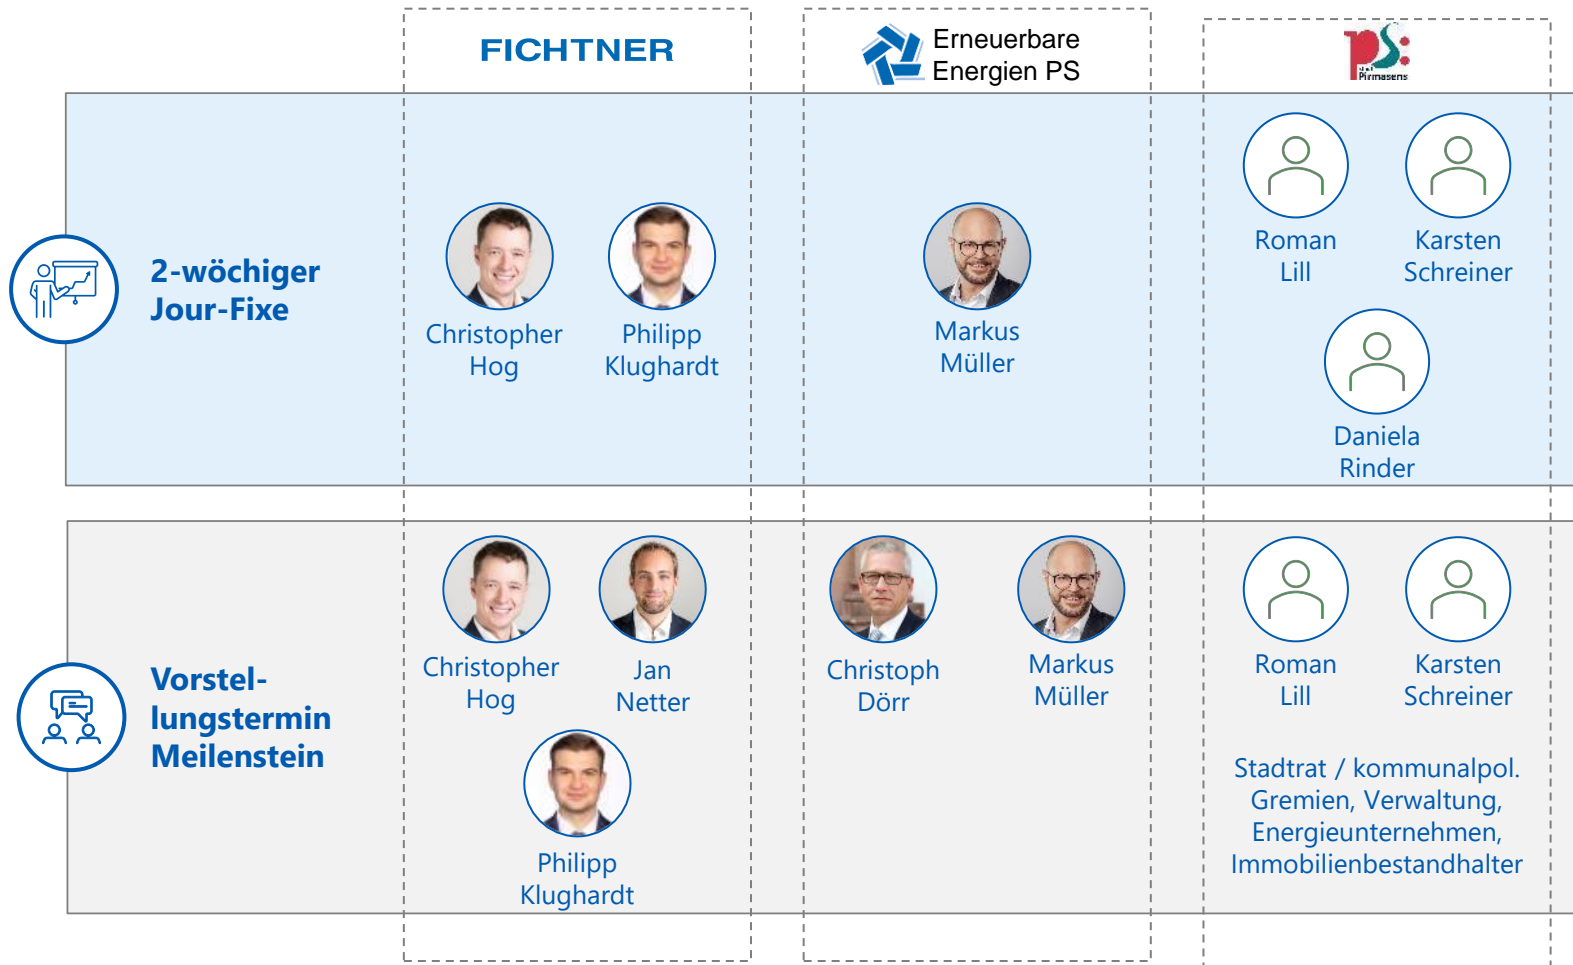 FICHTNER
Erneuerbare
Energien PS
ps:
Pirmasens
2-wöchiger
Jour-Fixe
Christopher
Hog
Philipp
Klughardt
Markus
Müller
Roman
Lill
Karsten
Schreiner
Daniela
Rinder
Vorstel-
lungstermin
Meilenstein
Christopher
Hog
Jan
Netter
Philipp
Klughardt
Christoph
Dörr
Markus
Müller
Roman
Lill
Karsten
Schreiner
Stadtrat / kommunalpol.
Gremien, Verwaltung,
Energieunternehmen,
Immobilienbestandhalter